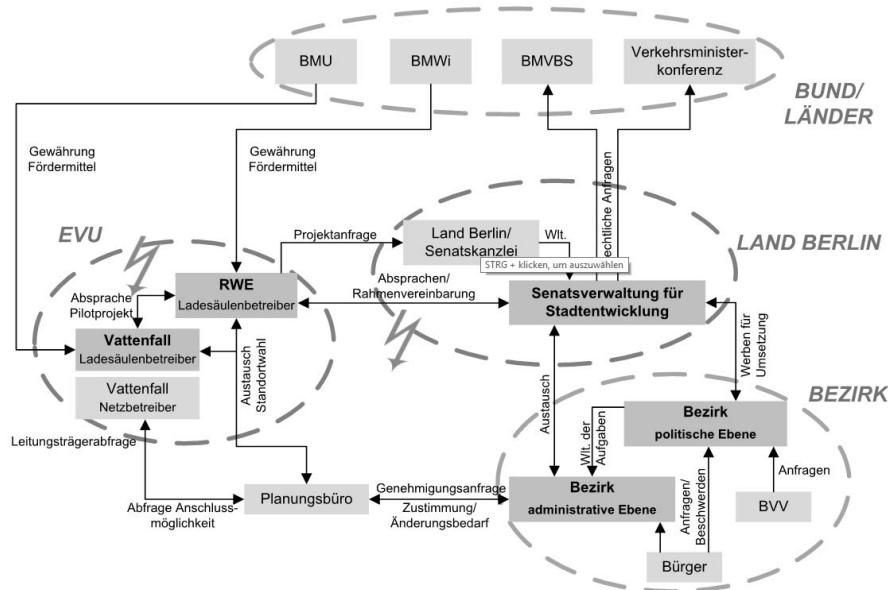 BMU
BMWi
BMVBS
Verkehrsminister-
konferenz
BUND/
LÄNDER
Gewährung
Fördermittel
Gewährung
Fördermittel
rechtliche Anfragen
EVU
Projektanfrage
Land Berlin/
Senatskanzlei
Wlt.
LAND BERLIN
STRG + klicken, um auszuwählen
RWE
Ladesäulenbetreiber
Absprachen/
Rahmenvereinbarung
Senatsverwaltung für
Stadtentwicklung
Absprache
Pilotprojekt
Vattenfall
Ladesäulenbetreiber
Austausch
Standortwahl
Werben für
Umsetzung
Vattenfall
Netzbetreiber
Austausch
BEZIRK
Bezirk
politische Ebene
Wlt. der
Aufgaben
Leitungsträgerabfrage
Anfragen
Planungsbüro
Genehmigungsanfrage
Zustimmung/
Änderungsbedarf
Bezirk
administrative Ebene
Anfragen/
Beschwerden
BVV
Abfrage Anschluss-
möglichkeit
Bürger